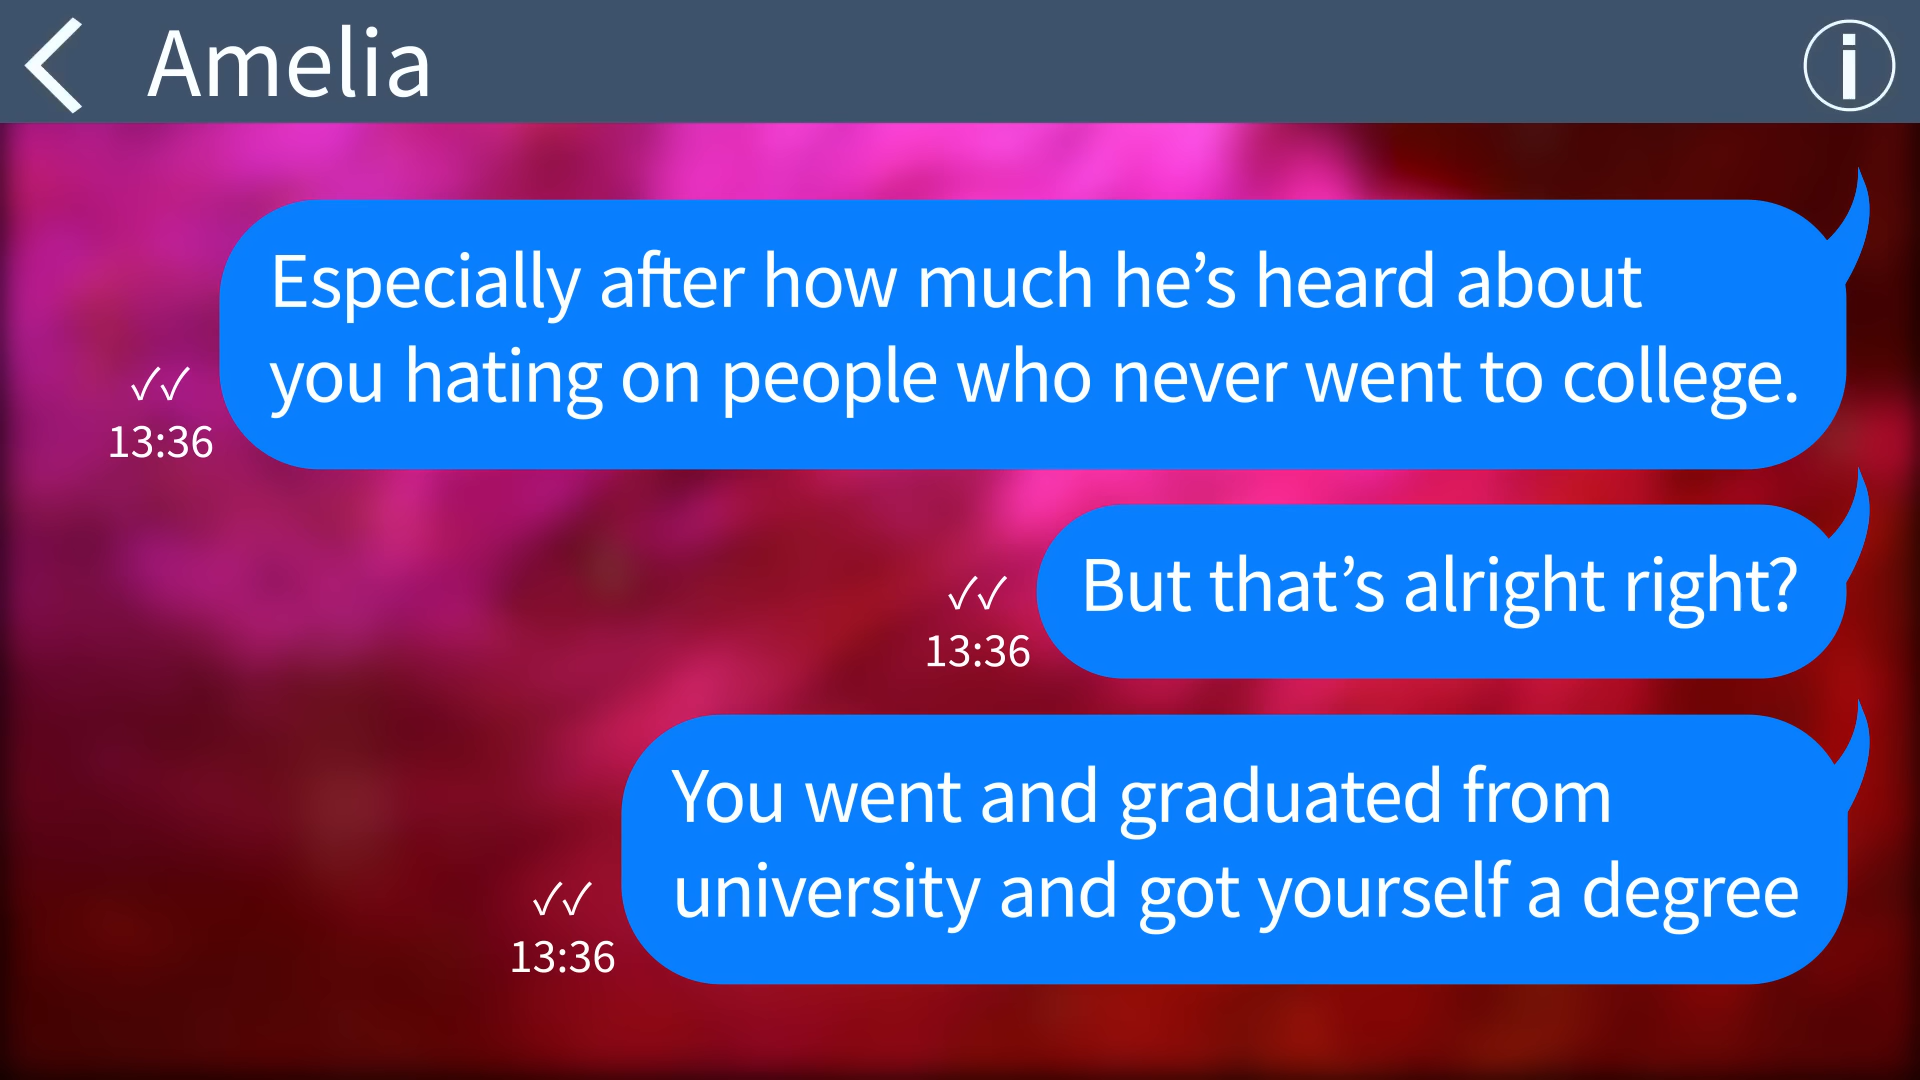 Amelia
Especially after how much he’s heard about
you hating on people who never went to college.
✓✓
13:36
But that’s alright right?
✓✓
13:36
You went and graduated from
university and got yourself a degree
✓✓
13:36